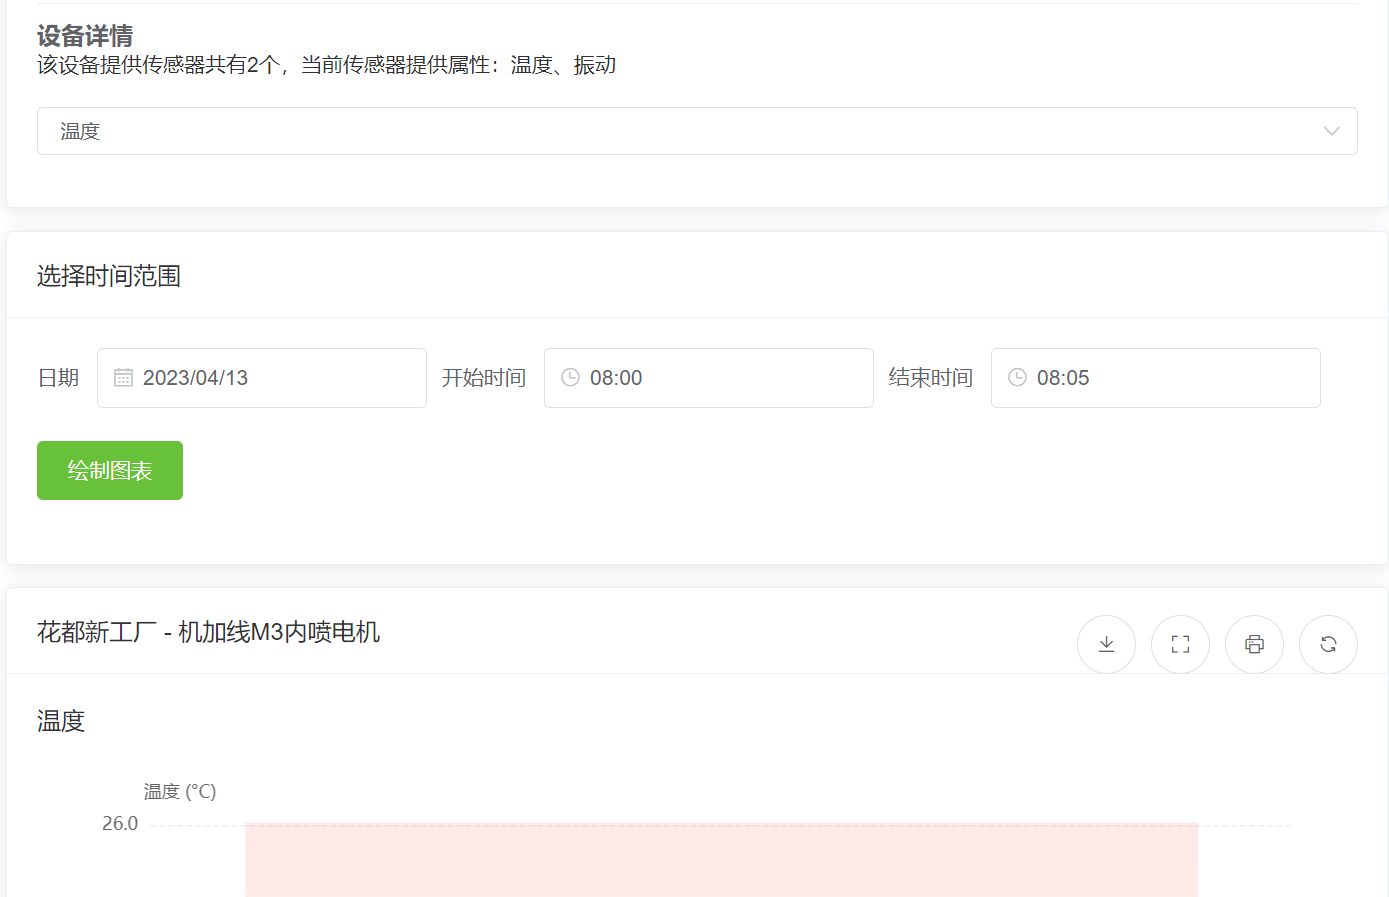 设备详情
该设备提供传感器共有2个，当前传感器提供属性：温度、振动
温度
选择时间范围
日期 2023/04/13 开始时间 08:00 结束时间 08:05
绘制图表
花都新工厂 - 机加线M3内喷电机
温度
温度 (°C)
26.0